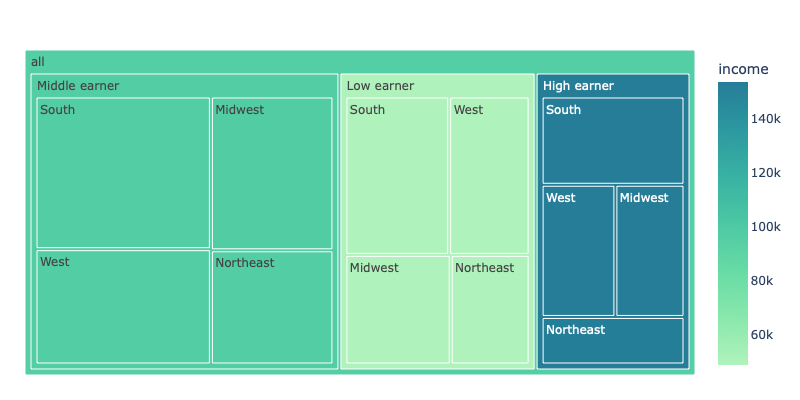 all
Middle earner
South
Midwest
West
Northeast
Low earner
South
West
Midwest
Northeast
High earner
South
West
Midwest
Northeast
income
140k
120k
100k
80k
60k